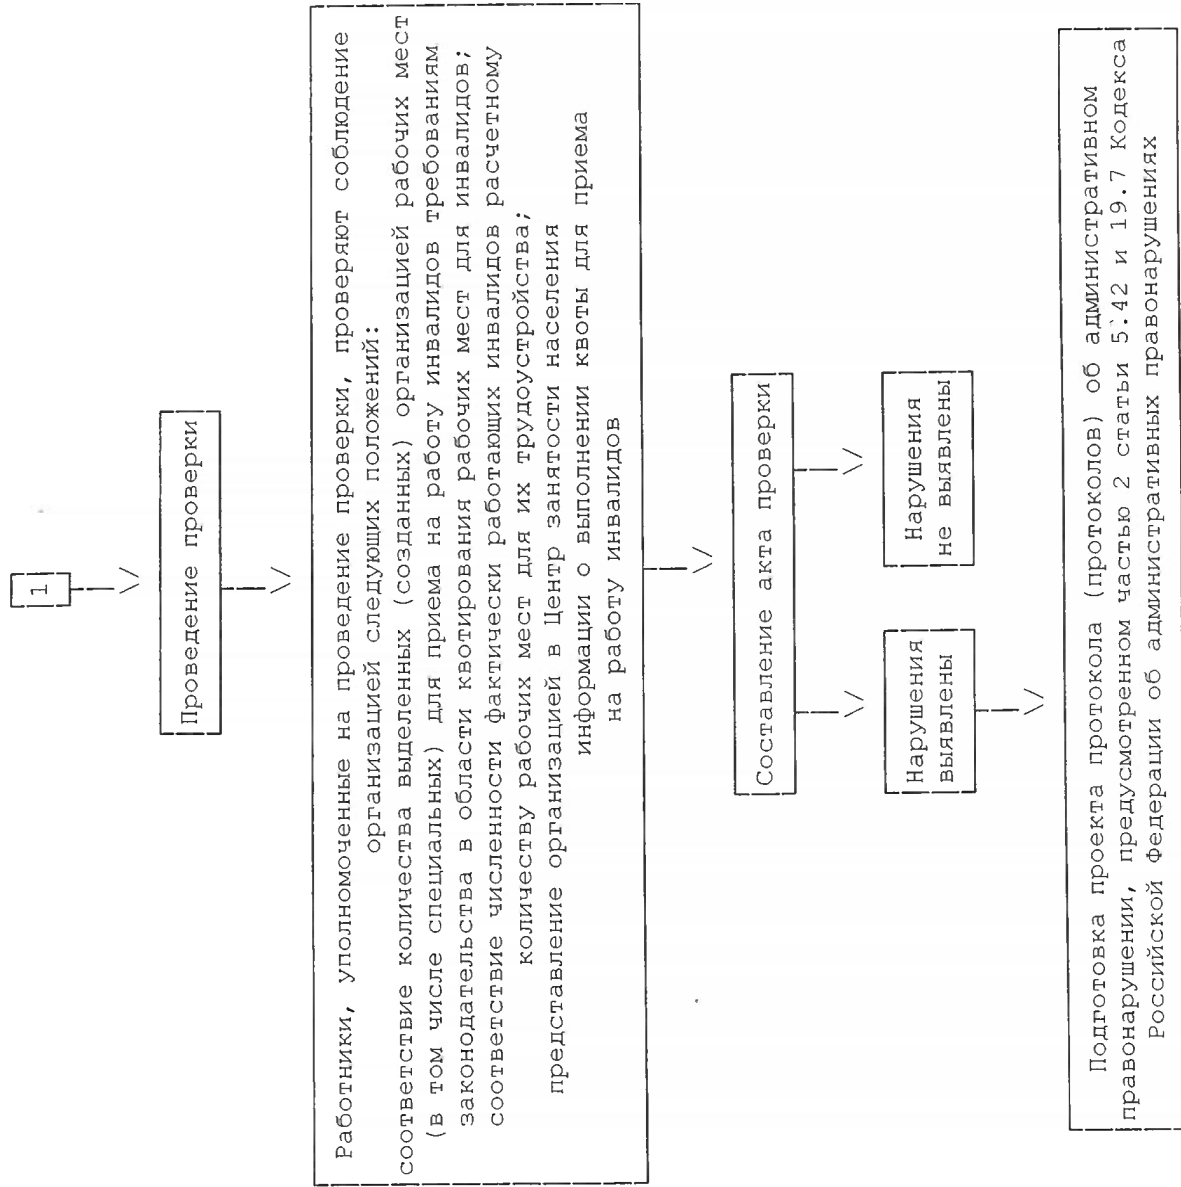 1
Проведение проверки
Работники, уполномоченные на проведение проверки, проверяют соблюдение
организацией следующих положений:
соответствие количества выделенных (созданных) организацией рабочих мест
(в том числе специальных) для приема на работу инвалидов требованиям
законодательства в области квотирования рабочих мест для инвалидов;
соответствие численности фактически работающих инвалидов расчетному
количеству рабочих мест для их трудоустройства;
представление организацией в Центр занятости населения
информации о выполнении квоты для приема
на работу инвалидов
Составление акта проверки
Нарушения
выявлены
Нарушения
не выявлены
Подготовка проекта протокола (протоколов) об административном
правонарушении, предусмотренном частью 2 статьи 5.42 и 19.7 Кодекса
Российской Федерации об административных правонарушениях